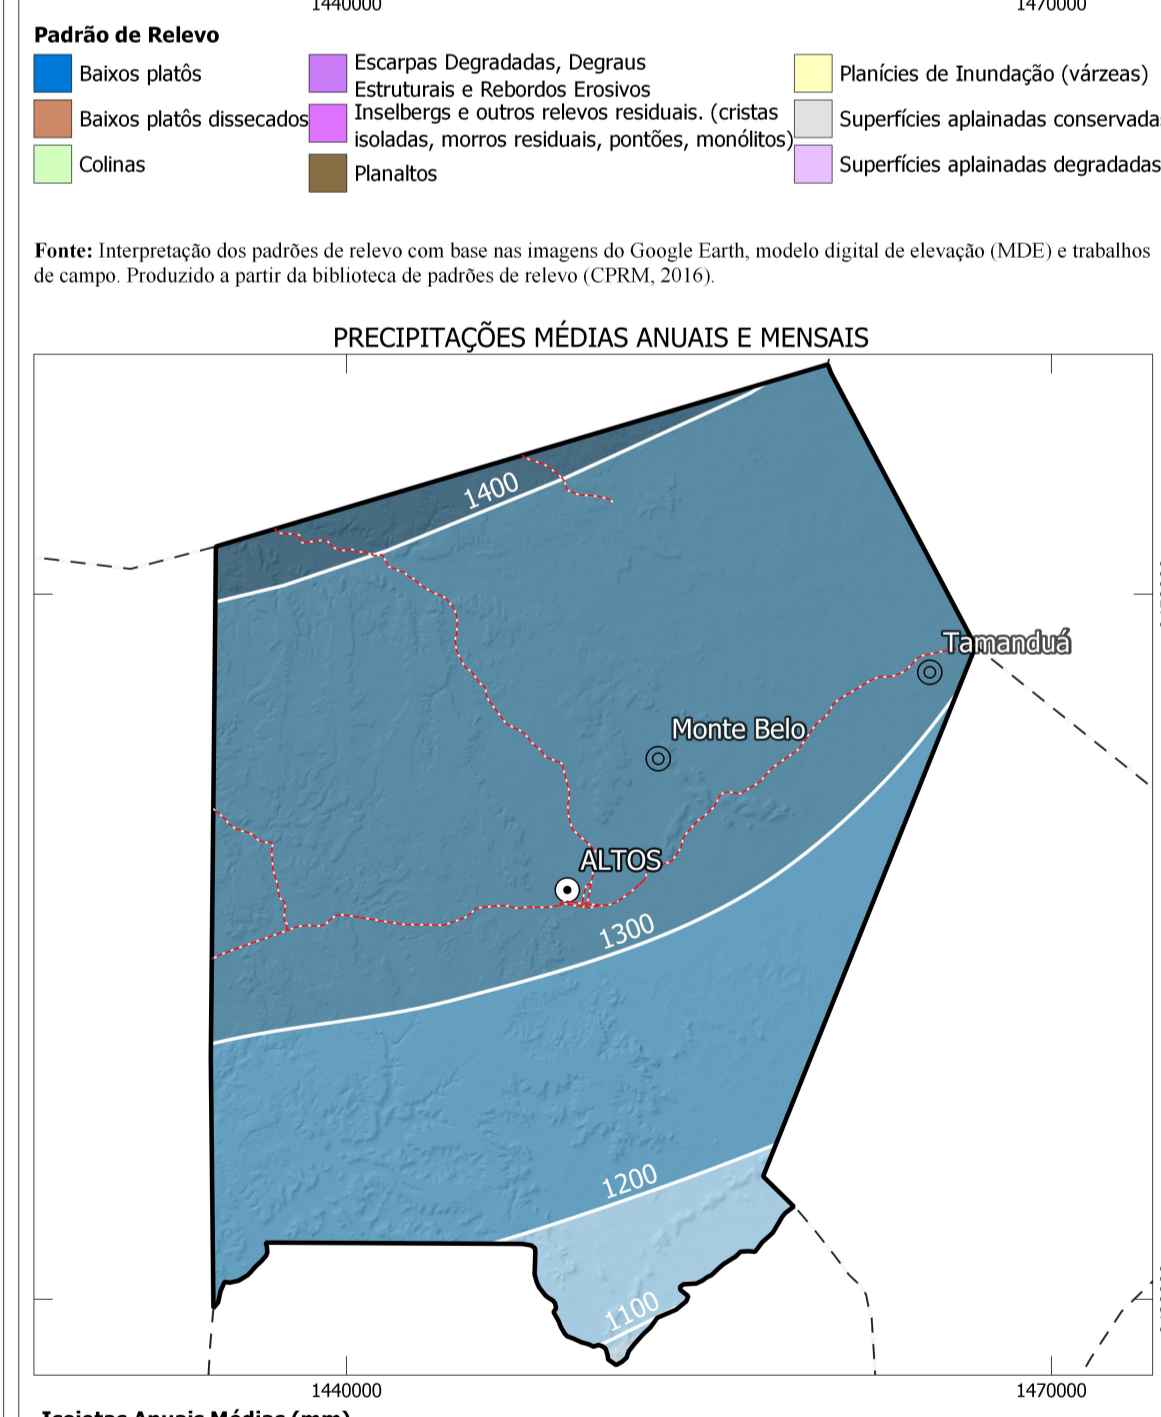 1440000 1470000
Padrão de Relevo
Baixos platôs
Baixos platôs dissecados
Colinas
Escarpas Degradadas, Degraus
Estruturais e Rebordos Erosivos
Inselbergs e outros relevos residuais. (cristas
isoladas, morros residuais, pontões, monólitos)
Planaltos
Planícies de Inundação (várzeas)
Superfícies aplainadas conservada
Superfícies aplainadas degradadas
Fonte: Interpretação dos padrões de relevo com base nas imagens do Google Earth, modelo digital de elevação (MDE) e trabalhos
de campo. Produzido a partir da biblioteca de padrões de relevo (CPRM, 2016).
PRECIPITAÇÕES MÉDIAS ANUAIS E MENSAIS
1400
Tamanduá
Monte Belo
ALTOS
1300
1200
1100
1440000 1470000
Isoietas Anuais Médias (mm)